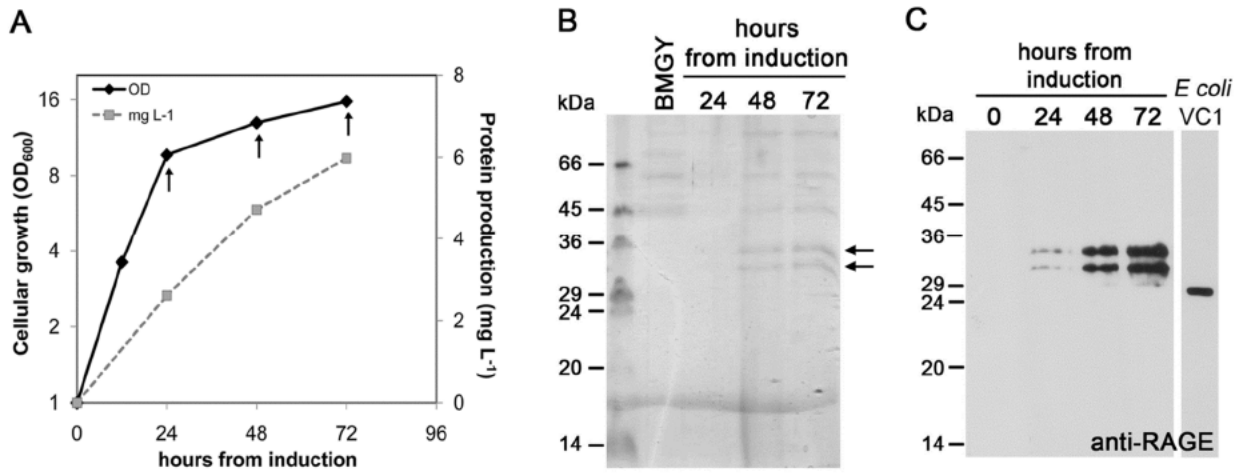 A
OD
mg L-1
Cellular growth (OD600)
16
8
4
2
1
8
6
4
2
0
Protein production (mg L-1)
0 24 48 72 96
hours from induction
B
hours
from induction
BMGY
24 48 72
kDa
66
45
36
29
24
20
14
C
hours from
induction
E coli
kDa
0 24 48 72 VC1
66
45
36
29
24
20
14
anti-RAGE